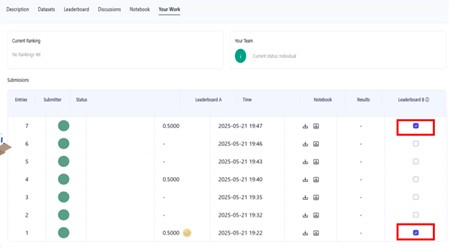 Description Datasets Leaderboard Discussions Notebook Your Work
Current Ranking
No Rankings Yet
Your Team
Current status: Individual
Submissions
Entries Submitter Status Leaderboard A Time Notebook Results Leaderboard B
7 0.5000 2025-05-21 19:47 -
6 - 2025-05-21 19:46 -
5 - 2025-05-21 19:43 -
4 0.5000 2025-05-21 19:40 -
3 - 2025-05-21 19:35 -
2 - 2025-05-21 19:32 -
1 0.5000 2025-05-21 19:22 -